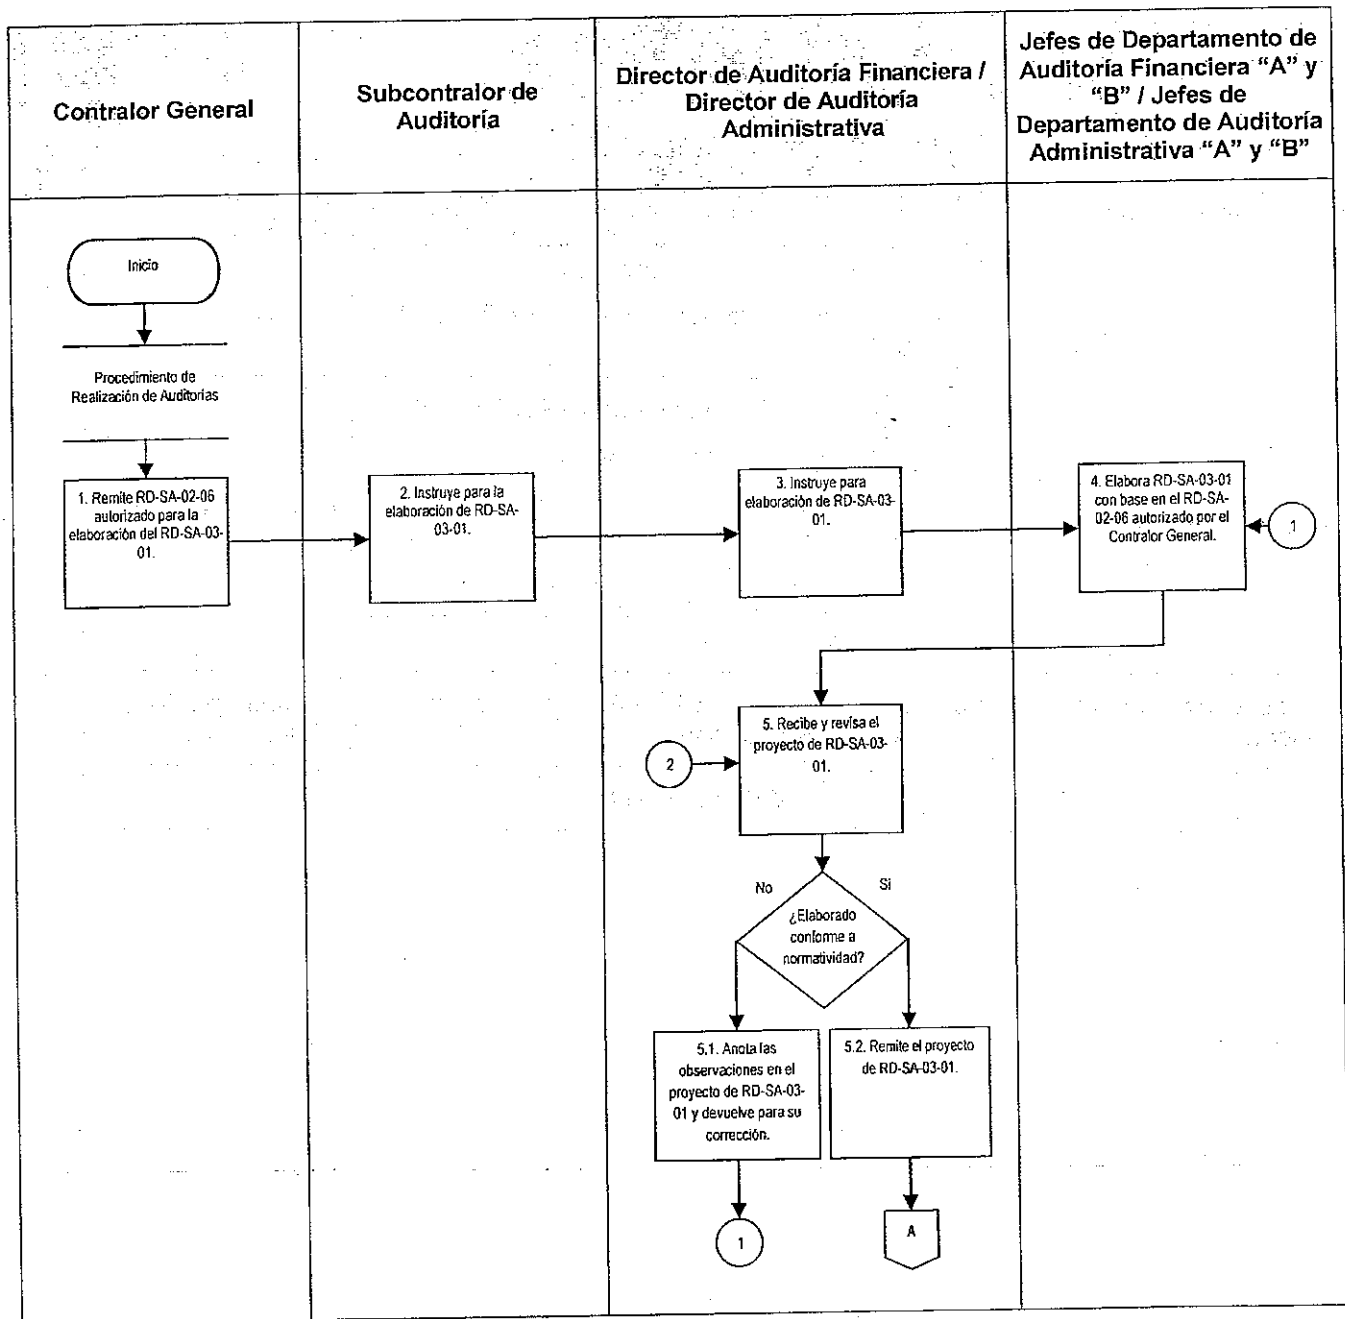 Contralor General
Subcontralor de
Auditoría
Director de Auditoría Financiera /
Director de Auditoría
Administrativa
Jefes de Departamento de
Auditoría Financiera "A" y
"B" / Jefes de
Departamento de Auditoría
Administrativa "A" y "B"
Inicio
Procedimiento de
Realización de Auditorías
1. Remite RD-SA-02-06
autorizado para la
elaboración del RD-SA-03-
01.
2. Instruye para la
elaboración de RD-SA-
03-01.
3. Instruye para
elaboración de RD-SA-03-
01.
4. Elabora RD-SA-03-01
con base en el RD-SA-
02-06 autorizado por el
Contralor General.
1
5. Recibe y revisa el
proyecto de RD-SA-03-
01.
2
No
Si
¿Elaborado
conforme a
normatividad?
5.1. Anota las
observaciones en el
proyecto de RD-SA-03-
01 y devuelve para su
corrección.
5.2. Remite el proyecto
de RD-SA-03-01.
1
A